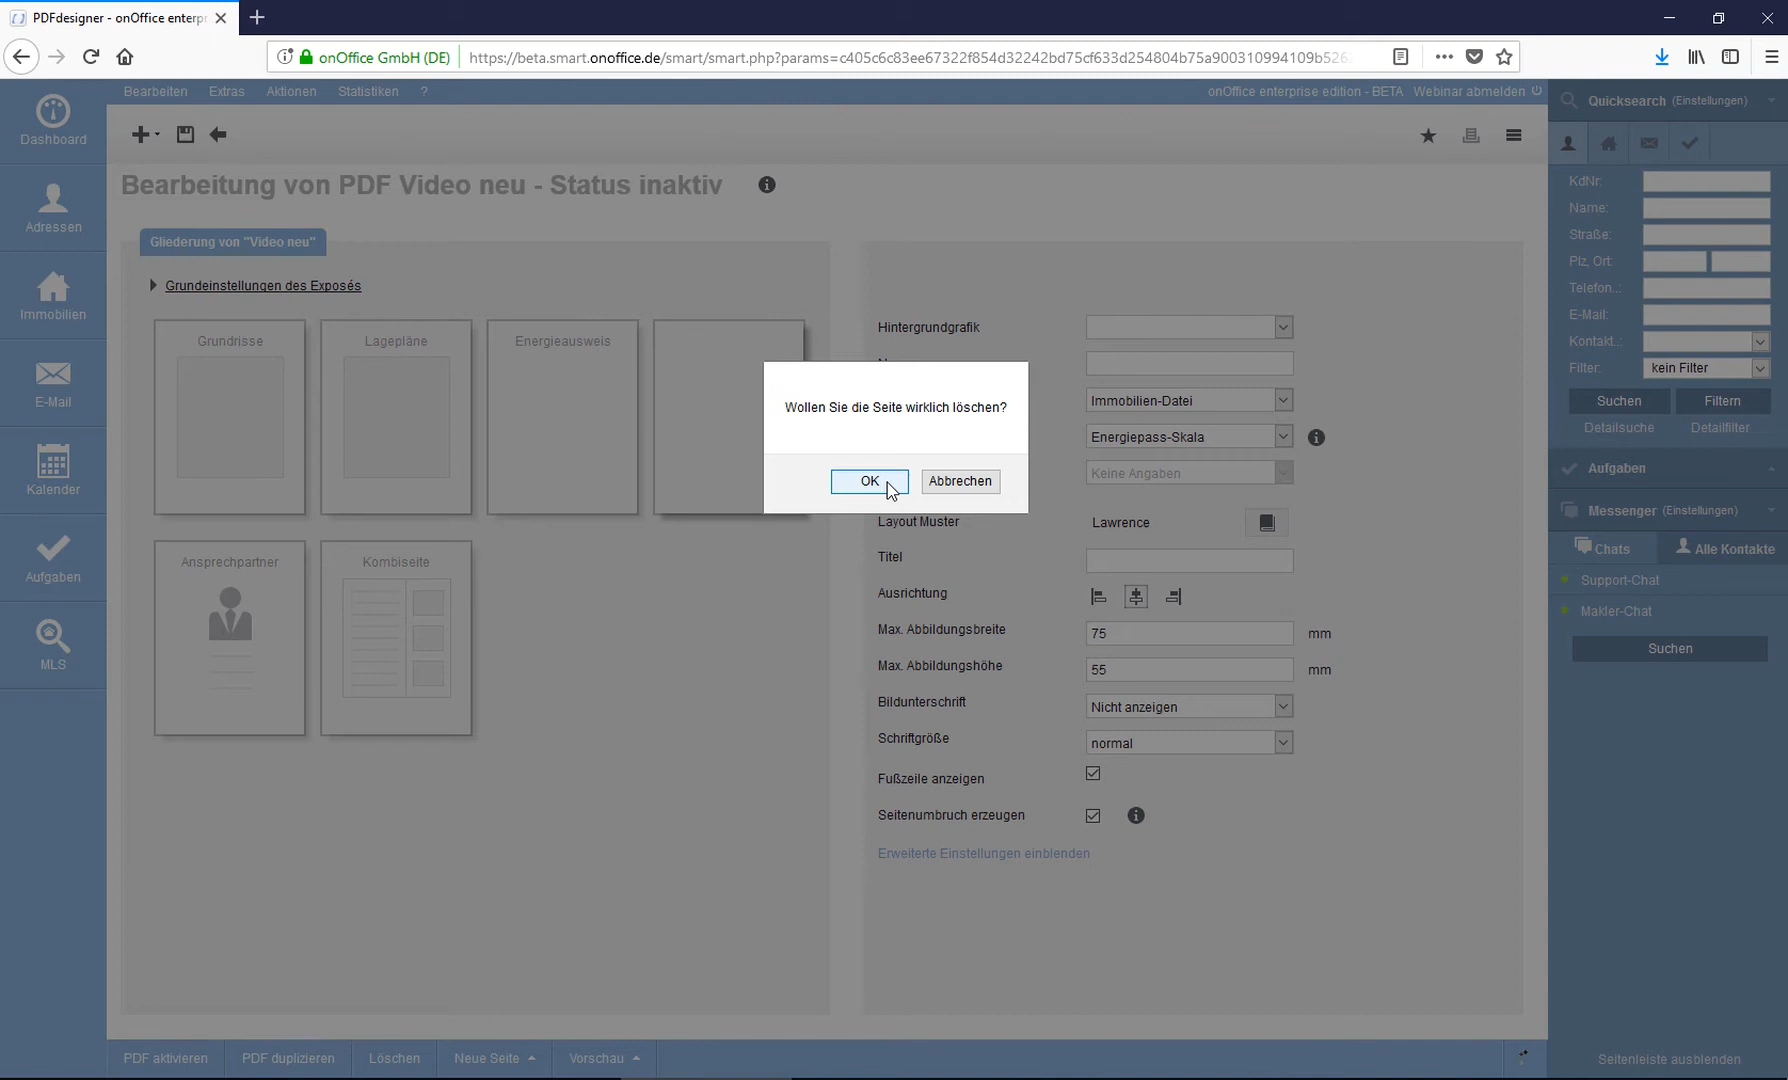 PDFdesigner - onOffice enterpr
onOffice GmbH (DE)
https://beta.smart.onoffice.de/smart/smart.php?params=c405c6c83ee67322f854d32242bd75cf633d254804b75a900310994109b526
Bearbeiten Extras Aktionen Statistiken ?
onOffice enterprise edition - BETA Webinar abmelden
Dashboard
Adressen
Immobilien
E-Mail
Kalender
Aufgaben
MLS
Bearbeitung von PDF Video neu - Status inaktiv
Gliederung von "Video neu"
Grundeinstellungen des Exposés
Grundrisse
Lagepläne
Energieausweis
Ansprechpartner
Kombiseite
Hintergrundgrafik
Immobilien-Datei
Energiepass-Skala
Keine Angaben
Wollen Sie die Seite wirklich löschen?
OK
Abbrechen
Layout Muster Lawrence
Titel
Ausrichtung
Max. Abbildungsbreite 75 mm
Max. Abbildungshöhe 55 mm
Bildunterschrift Nicht anzeigen
Schriftgröße normal
Fußzeile anzeigen
Seitenumbruch erzeugen
Erweiterte Einstellungen einblenden
PDF aktivieren PDF duplizieren Löschen Neue Seite Vorschau
Quicksearch (Einstellungen)
KdNr:
Name:
Straße:
Plz, Ort:
Telefon..:
E-Mail:
Kontakt..:
Filter: kein Filter
Suchen Filtern
Detailsuche Detailfilter
Aufgaben
Messenger (Einstellungen)
Chats Alle Kontakte
Support-Chat
Makler-Chat
Suchen
Seitenleiste ausblenden